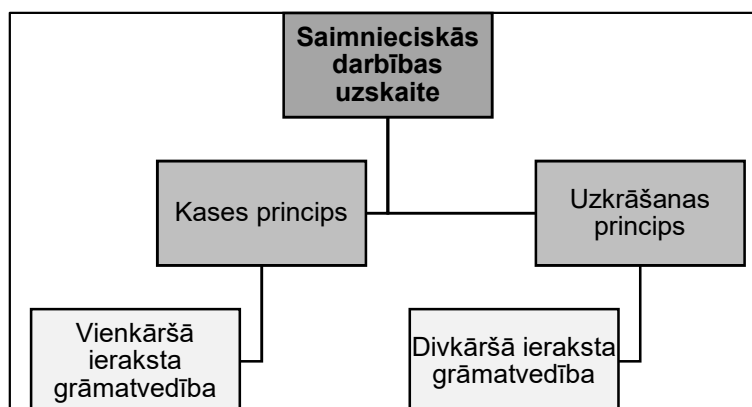 Saimnieciskās
darbības
uzskaite
Kases princips
Uzkrāšanas
princips
Vienkāršā
ieraksta
grāmatvedība
Divkāršā ieraksta
grāmatvedība